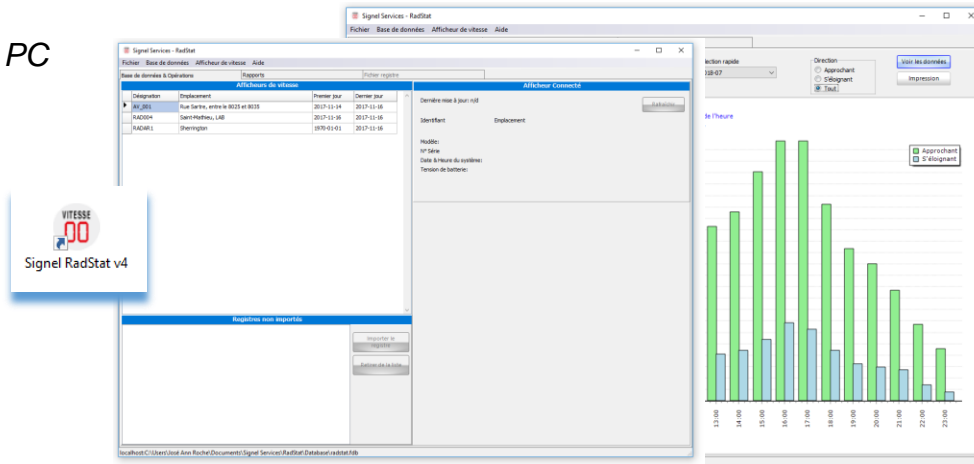 PC
Signel Services - RadStat
Fichier Base de données Afficheur de vitesse Aide
lection rapide
018-07
Direction
Approchant
S'éloignant
Tout
Voir les données
Impression
de l'heure
Approchant
S'éloignant
13:00 14:00 15:00 16:00 17:00 18:00 19:00 20:00 21:00 22:00 23:00
Signel Services - RadStat
Fichier Base de données Afficheur de vitesse Aide
Base de données & Opérations Rapports Fichier registre
Afficheurs de vitesse
Désignation Emplacement Premier jour Dernier jour
AV_001 Rue Sartre, entre le 8025 et 8035 2017-11-14 2017-11-16
RAD004 Saint-Mathieu, LAB 2017-11-16 2017-11-16
RADAR1 Sherrington 1970-01-01 2017-11-16
Afficheur Connecté
Dernière mise à jour: n/d
Rafraîchir
Identifiant Emplacement
Modèle:
N° Série
Date & Heure du système:
Tension de batterie:
Registres non importés
Importer le
registre
Retirer de la liste
localhost:C:\Users\José Ann Roche\Documents\Signel Services\RadStat\Database\radstat.fdb
VITESSE
00
Signel RadStat v4